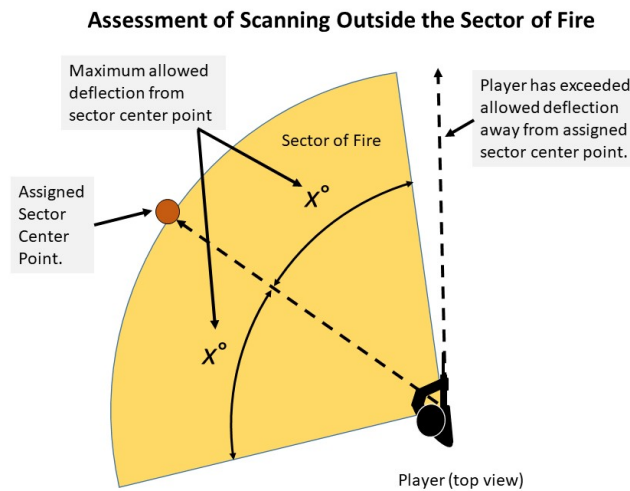 Assessment of Scanning Outside the Sector of Fire
Maximum allowed
deflection from
sector center point
Player has exceeded
allowed deflection
away from assigned
sector center point.
Sector of Fire
x°
Assigned
Sector
Center
Point.
x°
Player (top view)